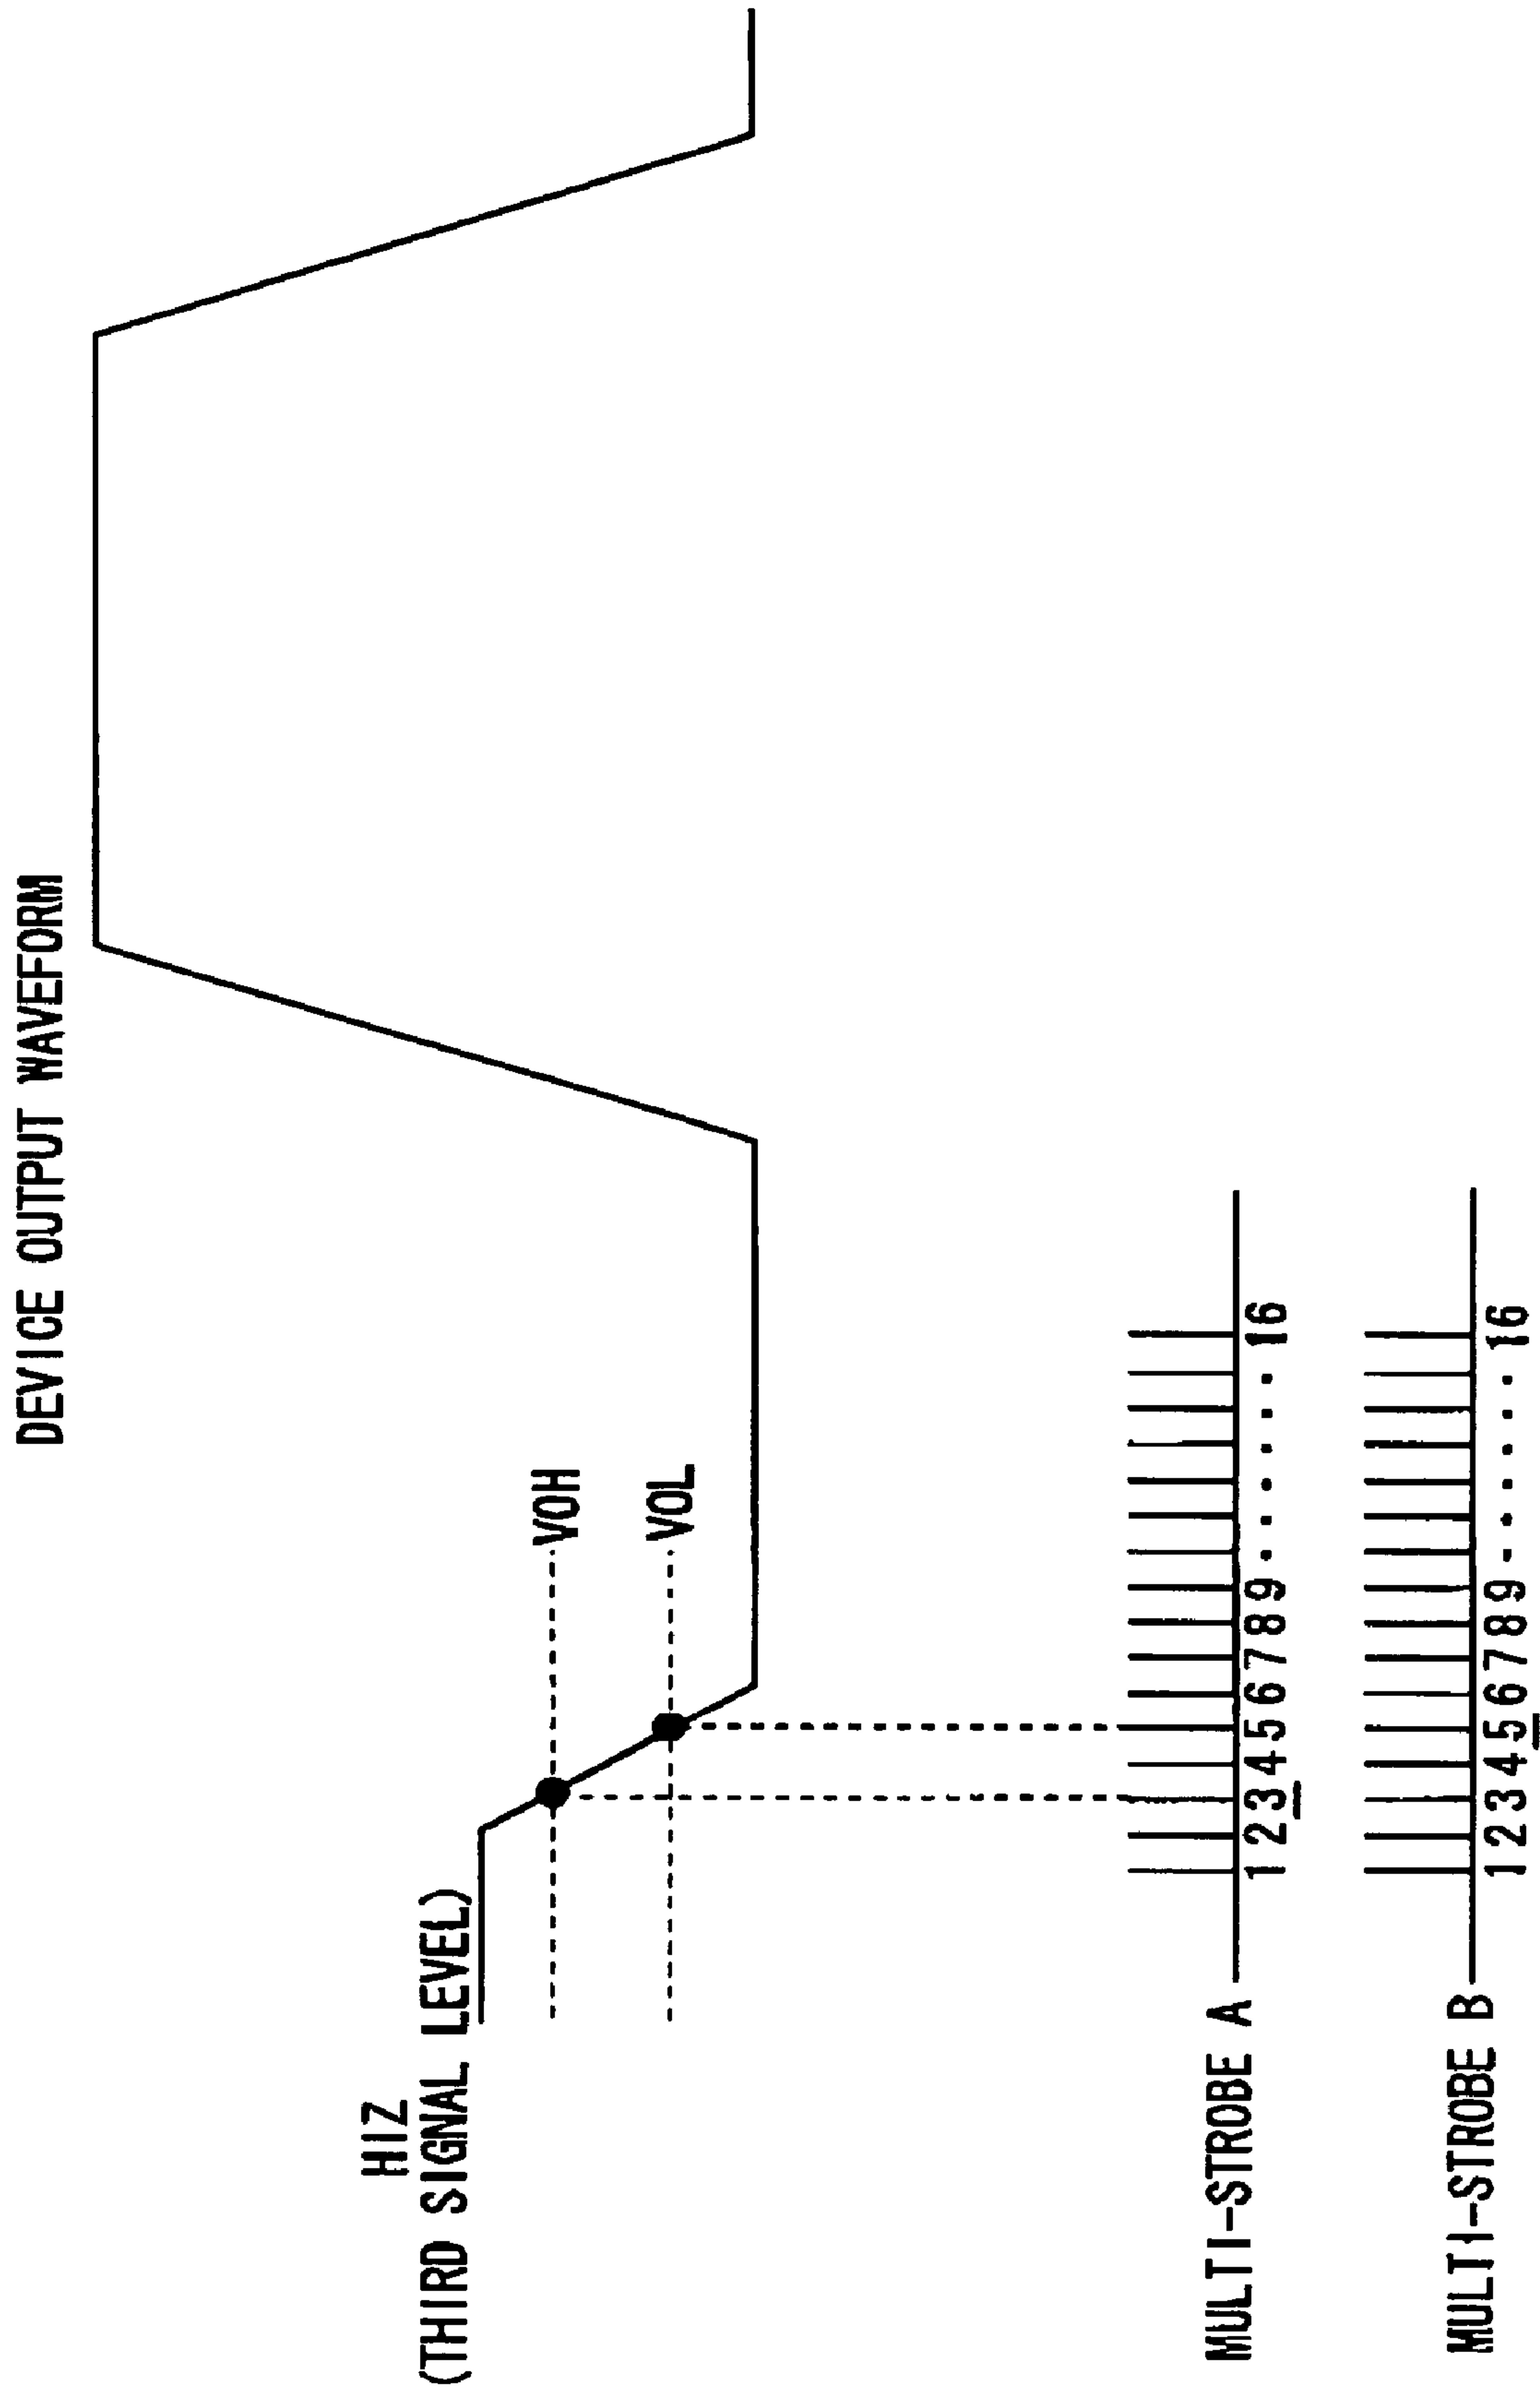 DEVICE OUTPUT WAVEFORM
HIZ
(THIRD SIGNAL LEVEL)
VOH
VOL
MULTI-STROBE A
1 2 3 4 5 6 7 8 9 · · · · · · 16
MULTI-STROBE B
1 2 3 4 5 6 7 8 9 · · · · · · 16